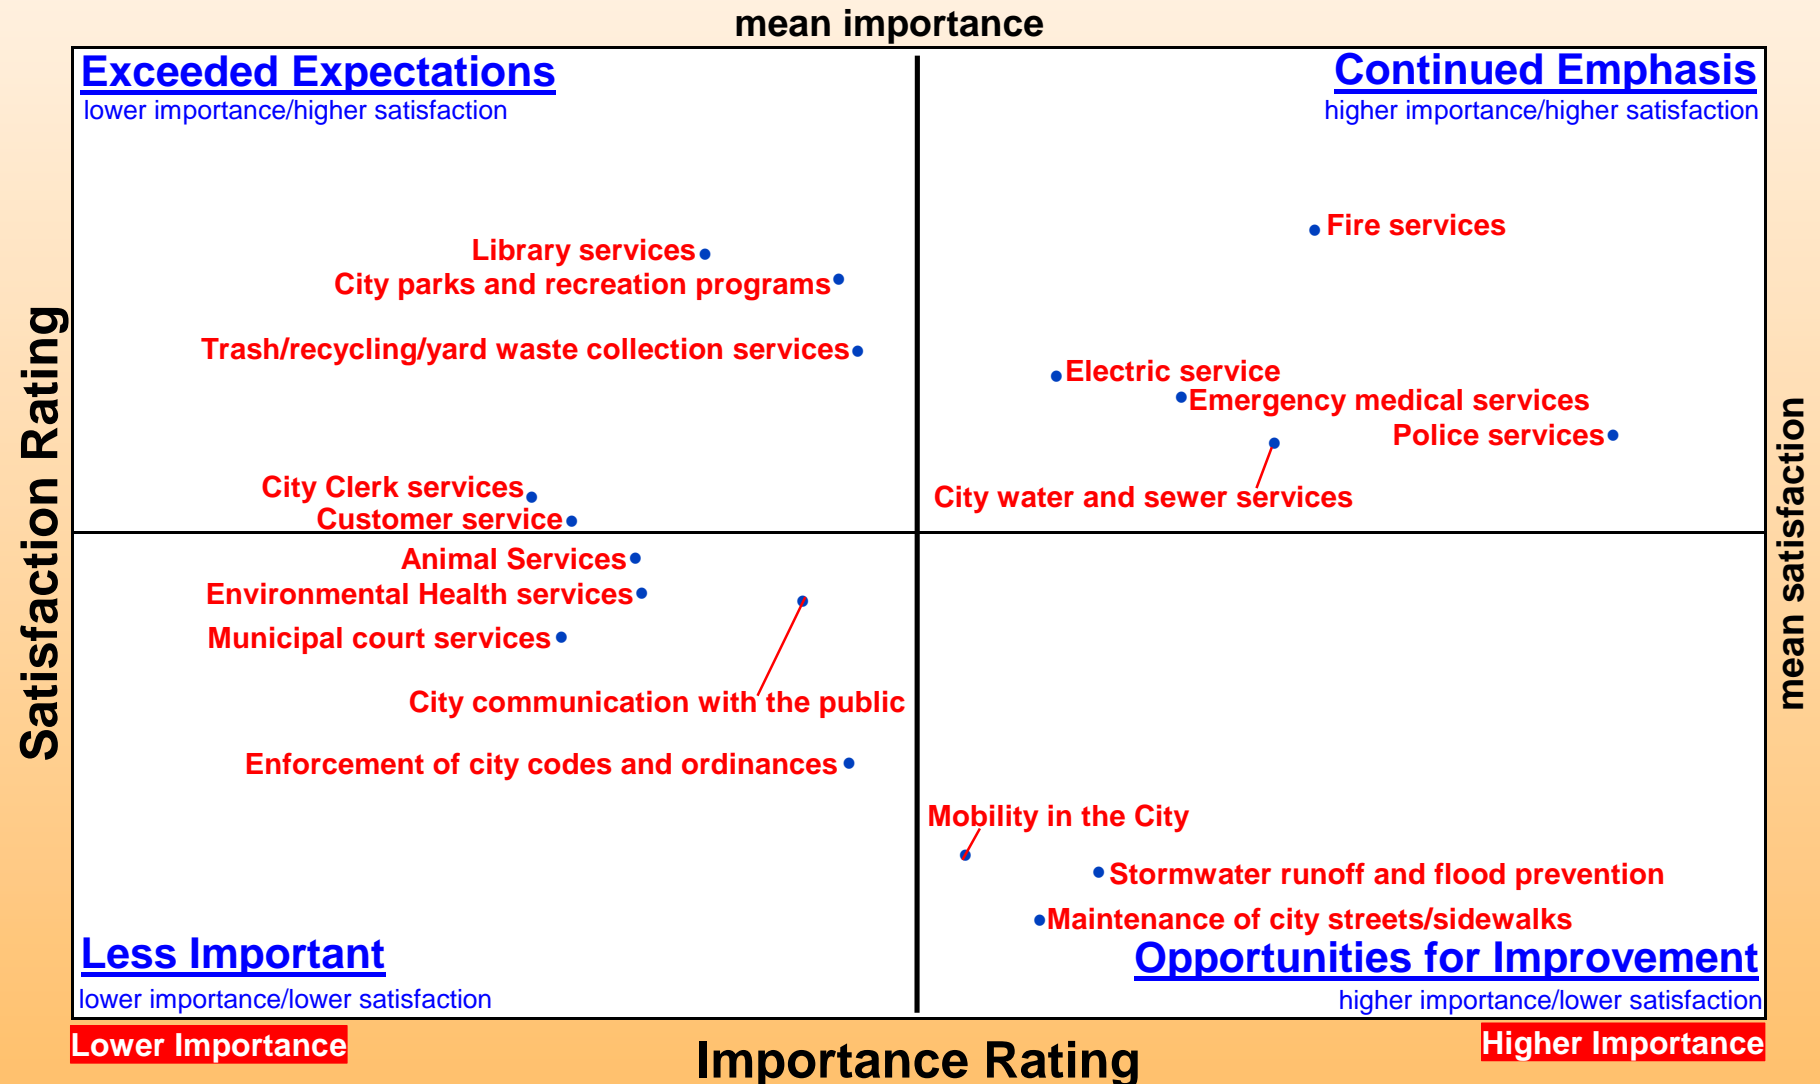 mean importance
Exceeded Expectations
lower importance/higher satisfaction
Continued Emphasis
higher importance/higher satisfaction
Fire services
Library services
City parks and recreation programs
Trash/recycling/yard waste collection services
Electric service
Emergency medical services
Police services
City Clerk services
City water and sewer services
Customer service
Satisfaction Rating
mean satisfaction
Animal Services
Environmental Health services
Municipal court services
City communication with the public
Enforcement of city codes and ordinances
Mobility in the City
Stormwater runoff and flood prevention
Maintenance of city streets/sidewalks
Less Important
lower importance/lower satisfaction
Opportunities for Improvement
higher importance/lower satisfaction
Lower Importance
Importance Rating
Higher Importance